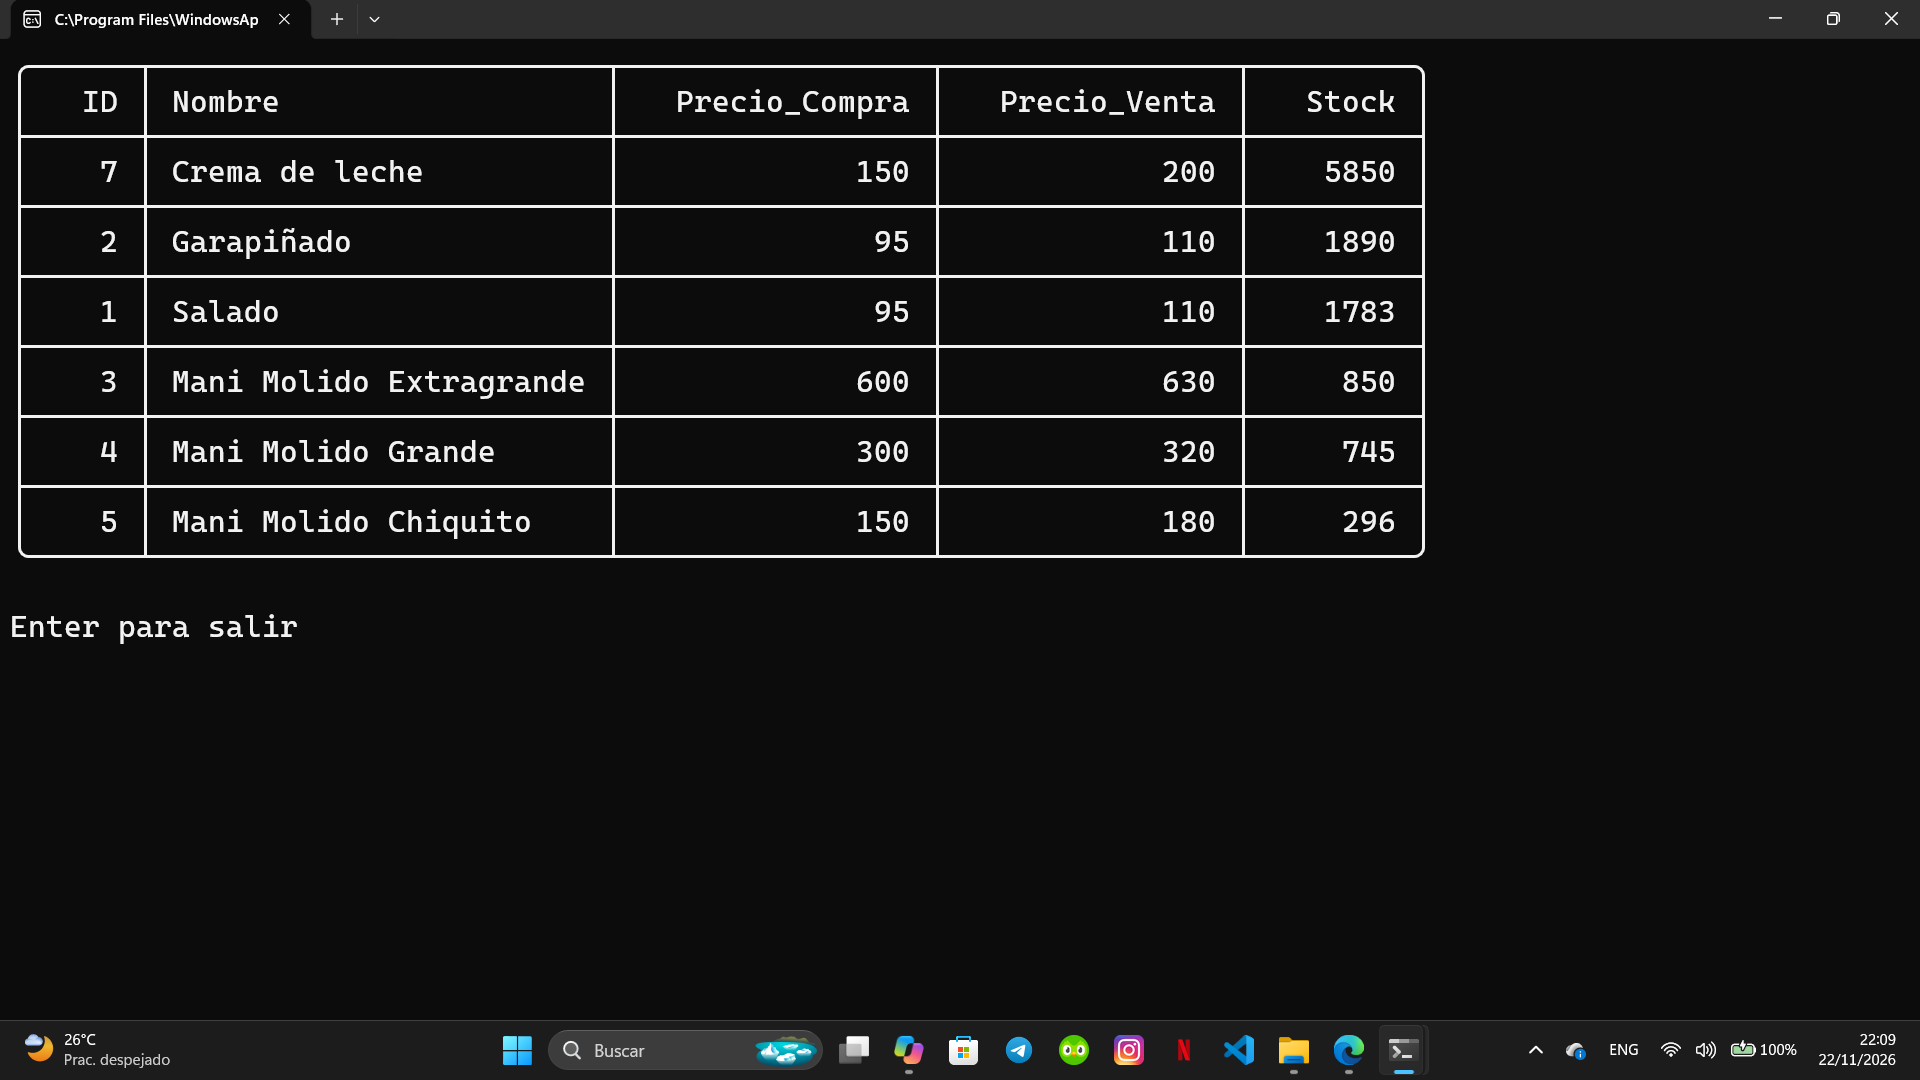 C:\Program Files\WindowsAp
ID Nombre Precio_Compra Precio_Venta Stock
7 Crema de leche 150 200 5850
2 Garapiñado 95 110 1890
1 Salado 95 110 1783
3 Mani Molido Extragrande 600 630 850
4 Mani Molido Grande 300 320 745
5 Mani Molido Chiquito 150 180 296
Enter para salir
26°C
Prac. despejado
Buscar
ENG
100%
22:09
22/11/2026